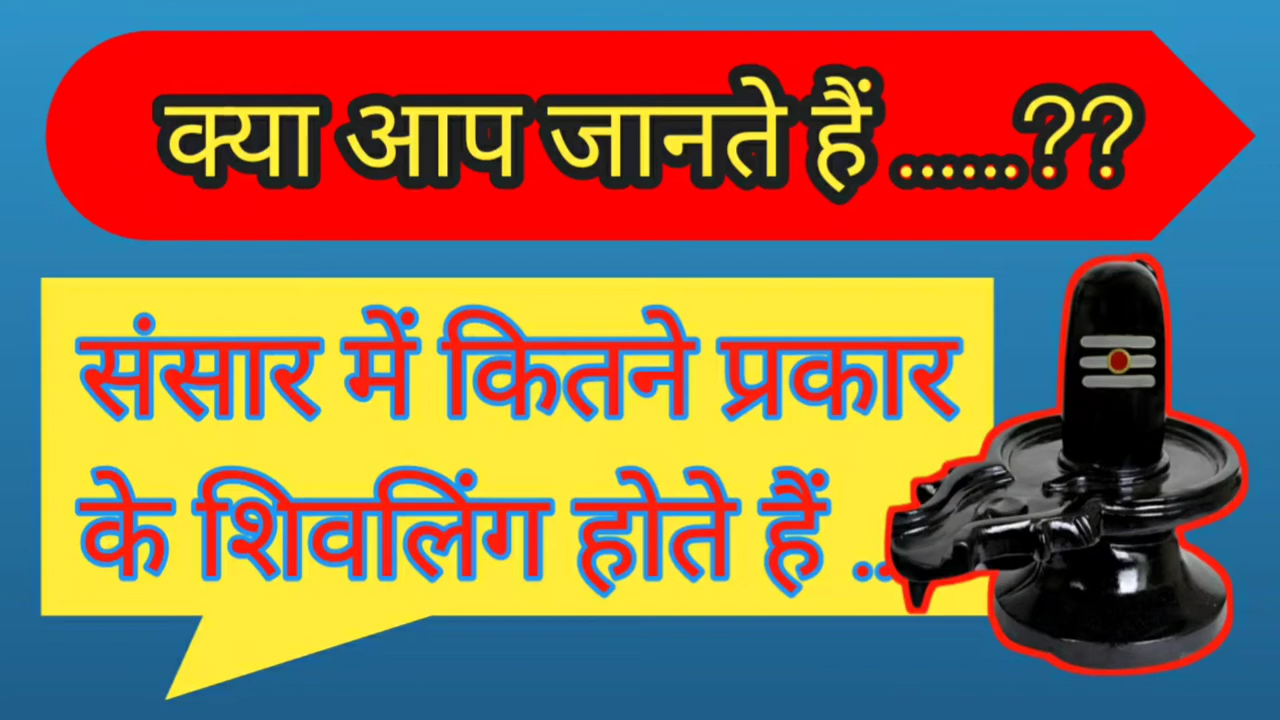 क्या आप जानते हैं ......??
संसार में कितने प्रकार
के शिवलिंग होते हैं ..